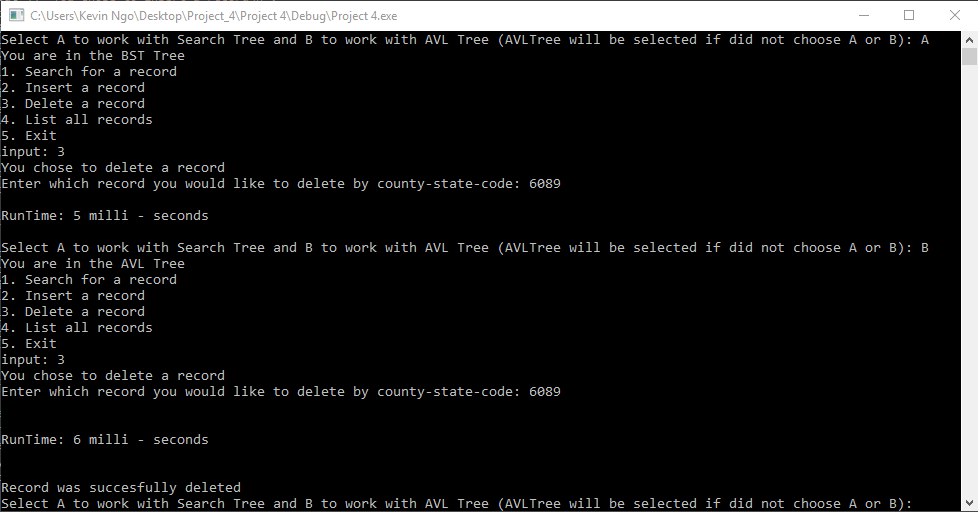 C:\Users\Kevin Ngo\Desktop\Project_4\Project 4\Debug\Project 4.exe
Select A to work with Search Tree and B to work with AVL Tree (AVLTree will be selected if did not choose A or B): A
You are in the BST Tree
1. Search for a record
2. Insert a record
3. Delete a record
4. List all records
5. Exit
input: 3
You chose to delete a record
Enter which record you would like to delete by county-state-code: 6089
RunTime: 5 milli - seconds
Select A to work with Search Tree and B to work with AVL Tree (AVLTree will be selected if did not choose A or B): B
You are in the AVL Tree
1. Search for a record
2. Insert a record
3. Delete a record
4. List all records
5. Exit
input: 3
You chose to delete a record
Enter which record you would like to delete by county-state-code: 6089
RunTime: 6 milli - seconds
Record was succesfully deleted
Select A to work with Search Tree and B to work with AVL Tree (AVLTree will be selected if did not choose A or B):